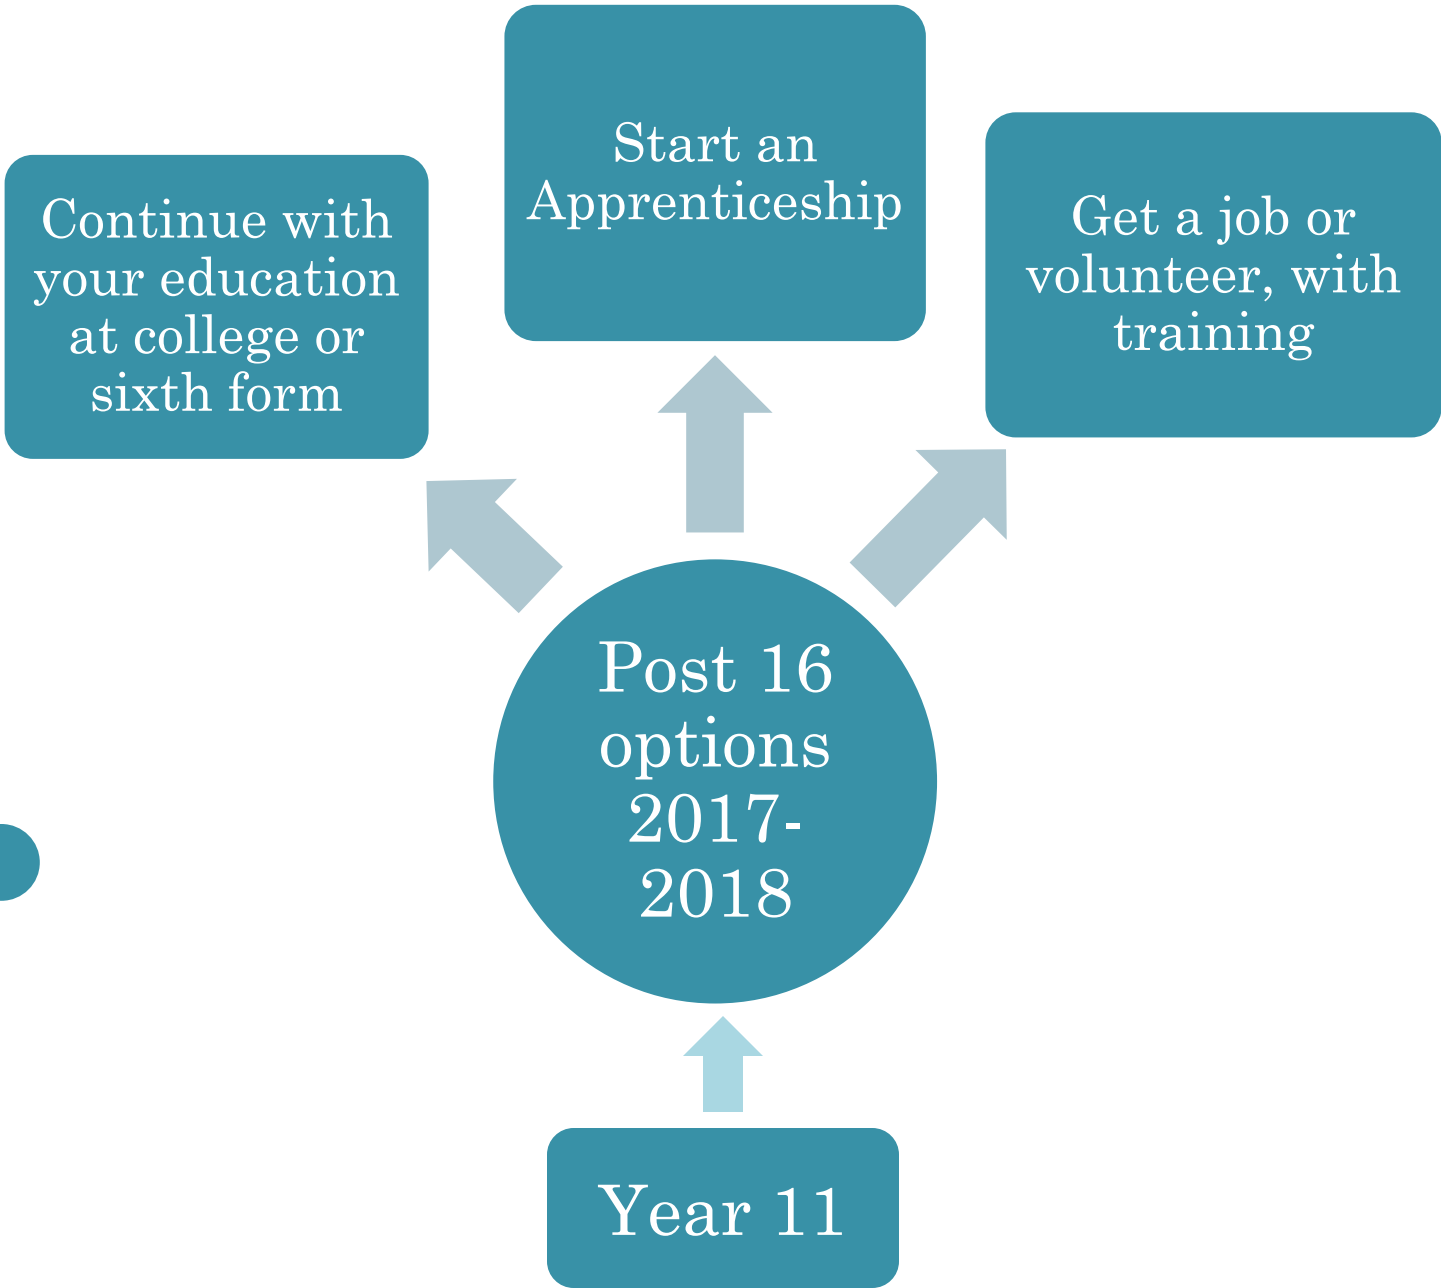 Start an
Apprenticeship
Continue with
your education
at college or
sixth form
Get a job or
volunteer, with
training
Post 16
options
2017-
2018
Year 11